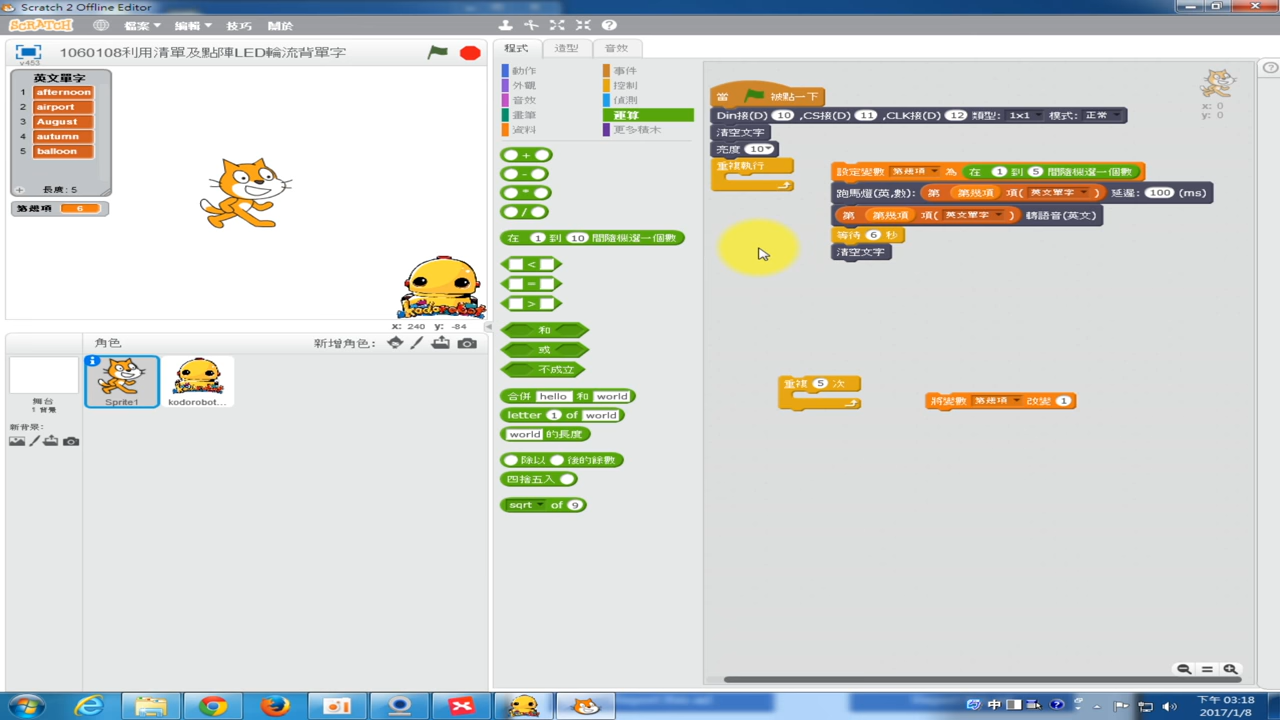 Scratch 2 Offline Editor
SCRATCH 檔案 編輯 技巧 關於
1060108利用清單及點陣LED輪流背單字
v453
英文單字
1 afternoon
2 airport
3 August
4 autumn
5 balloon
+ 長度: 5
第幾項 6
kodorobot
x: 240 y: -84
角色 新增角色:
舞台
1 背景
新背景:
Sprite1
kodorobot...
程式 造型 音效
動作 事件
外觀 控制
音效 偵測
畫筆 運算
資料 更多積木
+
-
*
/
在 1 到 10 間隨機選一個數
<
=
>
和
或
不成立
合併 hello 和 world
letter 1 of world
world 的長度
除以 後的餘數
四捨五入
sqrt of 9
當 被點一下
Din接(D) 10 ,CS接(D) 11 ,CLK接(D) 12 類型: 1x1 模式: 正常
清空文字
亮度 10
重複執行
設定變數 第幾項 為 在 1 到 5 間隨機選一個數
跑馬燈(英,數): 第 第幾項 項( 英文單字 ) 延遲: 100 (ms)
第 第幾項 項( 英文單字 ) 轉語音(英文)
等待 6 秒
清空文字
重複 5 次
將變數 第幾項 改變 1
x: 0
y: 0
中
下午 03:18
2017/1/8